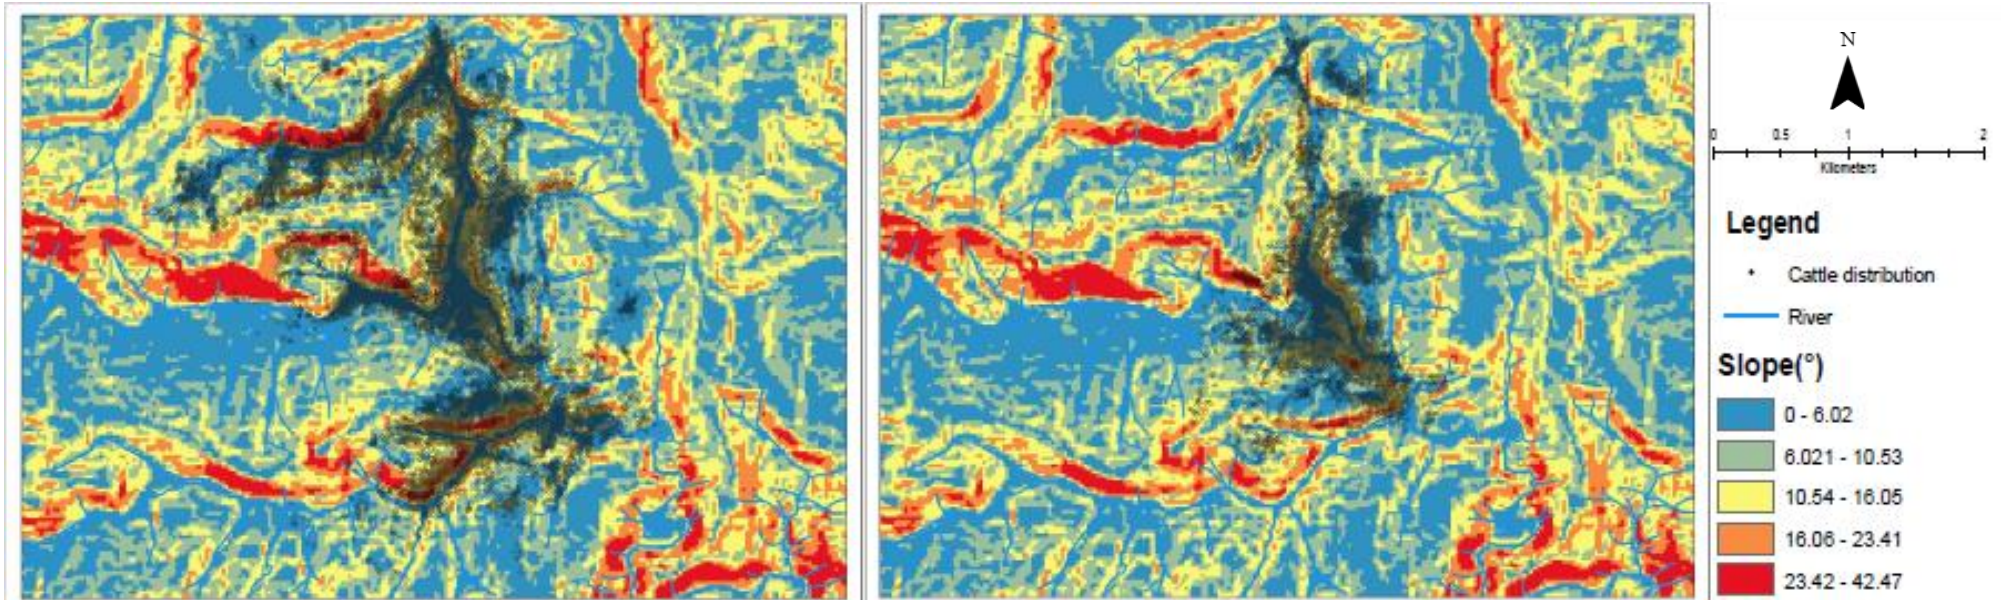 N
0 0.5 1 2
Kilometers
Legend
Cattle distribution
River
Slope(°)
0 - 6.02
6.021 - 10.53
10.54 - 16.05
16.06 - 23.41
23.42 - 42.47